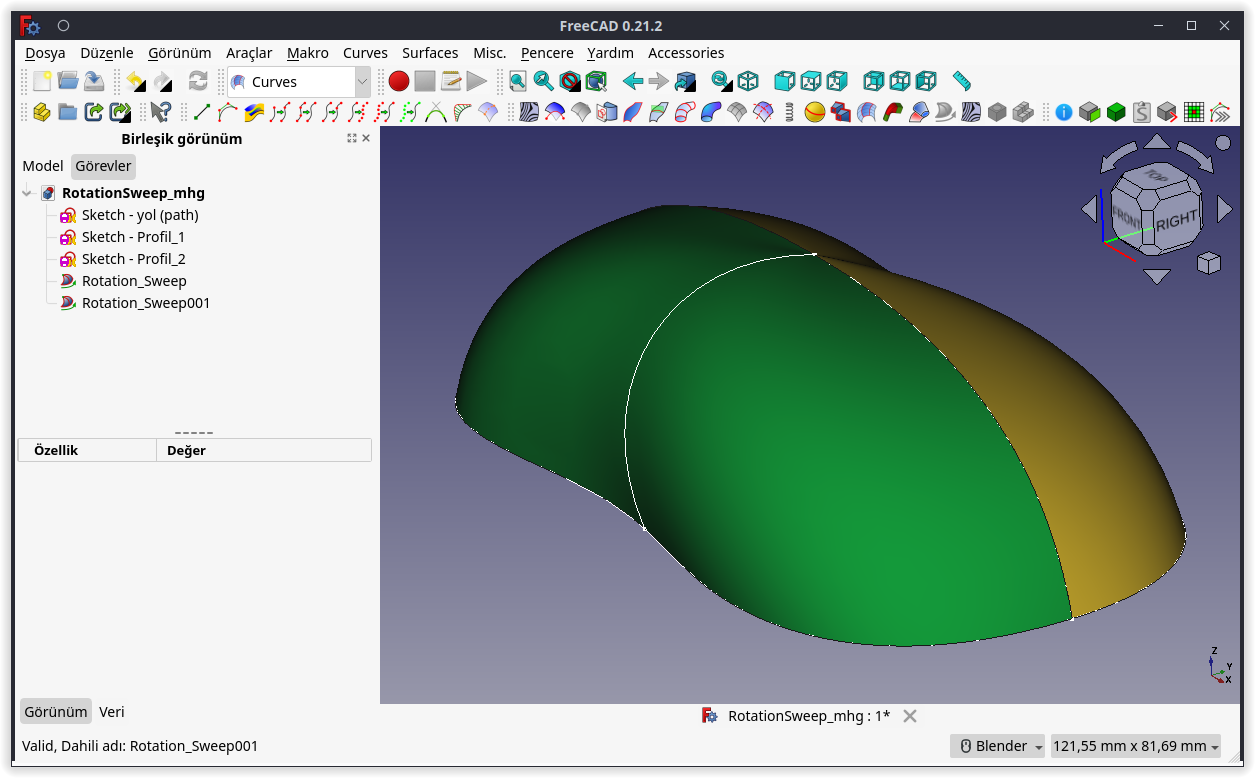 FreeCAD 0.21.2
Dosya Düzenle Görünüm Araçlar Makro Curves Surfaces Misc. Pencere Yardım Accessories
Curves
Birleşik görünüm
Model Görevler
RotationSweep_mhg
Sketch - yol (path)
Sketch - Profil_1
Sketch - Profil_2
Rotation_Sweep
Rotation_Sweep001
Özellik Değer
TOP
FRONT RIGHT
Z
Y
X
Görünüm Veri
RotationSweep_mhg : 1*
Valid, Dahili adı: Rotation_Sweep001
Blender 121,55 mm x 81,69 mm